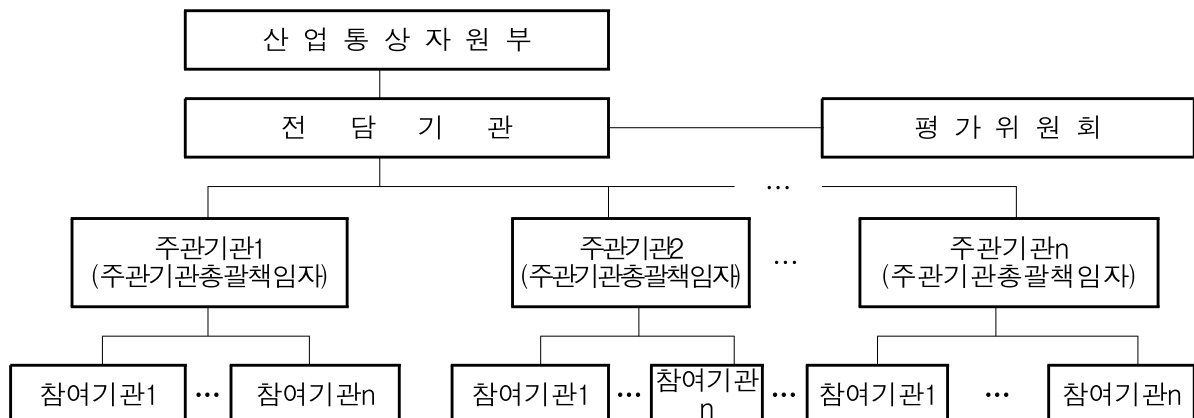 산 업 통 상 자 원 부
전 담 기 관
평 가 위 원 회
...
주관기관1
(주관기관총괄책임자)
주관기관2
(주관기관총괄책임자)
...
주관기관n
(주관기관총괄책임자)
참여기관1
...
참여기관n
참여기관1
...
참여기관
n
...
참여기관1
...
참여기관n